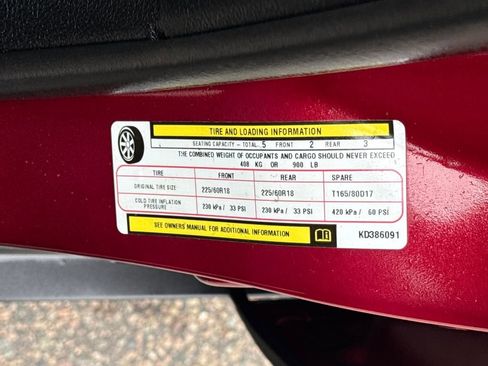 TIRE AND LOADING INFORMATION
SEATING CAPACITY - TOTAL 5 FRONT 2 REAR 3
THE COMBINED WEIGHT OF OCCUPANTS AND CARGO SHOULD NEVER EXCEED
408 KG OR 900 LB
TIRE FRONT REAR SPARE
ORIGINAL TIRE SIZE 225/60R18 225/60R18 T165/80D17
COLD TIRE INFLATION PRESSURE 230 kPa / 33 PSI 230 kPa / 33 PSI 420 kPa / 60 PSI
SEE OWNERS MANUAL FOR ADDITIONAL INFORMATION KD386091